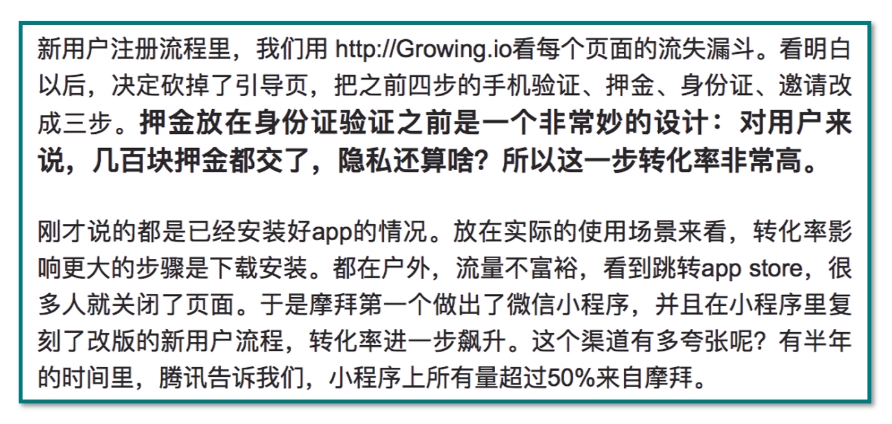 新用户注册流程里，我们用 http://Growing.io看每个页面的流失漏斗。看明白
以后，决定砍掉了引导页，把之前四步的手机验证、押金、身份证、邀请改
成三步。押金放在身份证验证之前是一个非常妙的设计：对用户来
说，几百块押金都交了，隐私还算啥？所以这一步转化率非常高。
刚才说的都是已经安装好app的情况。放在实际的使用场景来看，转化率影
响更大的步骤是下载安装。都在户外，流量不富裕，看到跳转app store，很
多人就关闭了页面。于是摩拜第一个做出了微信小程序，并且在小程序里复
刻了改版的新用户流程，转化率进一步飙升。这个渠道有多夸张呢？有半年
的时间里，腾讯告诉我们，小程序上所有量超过50%来自摩拜。